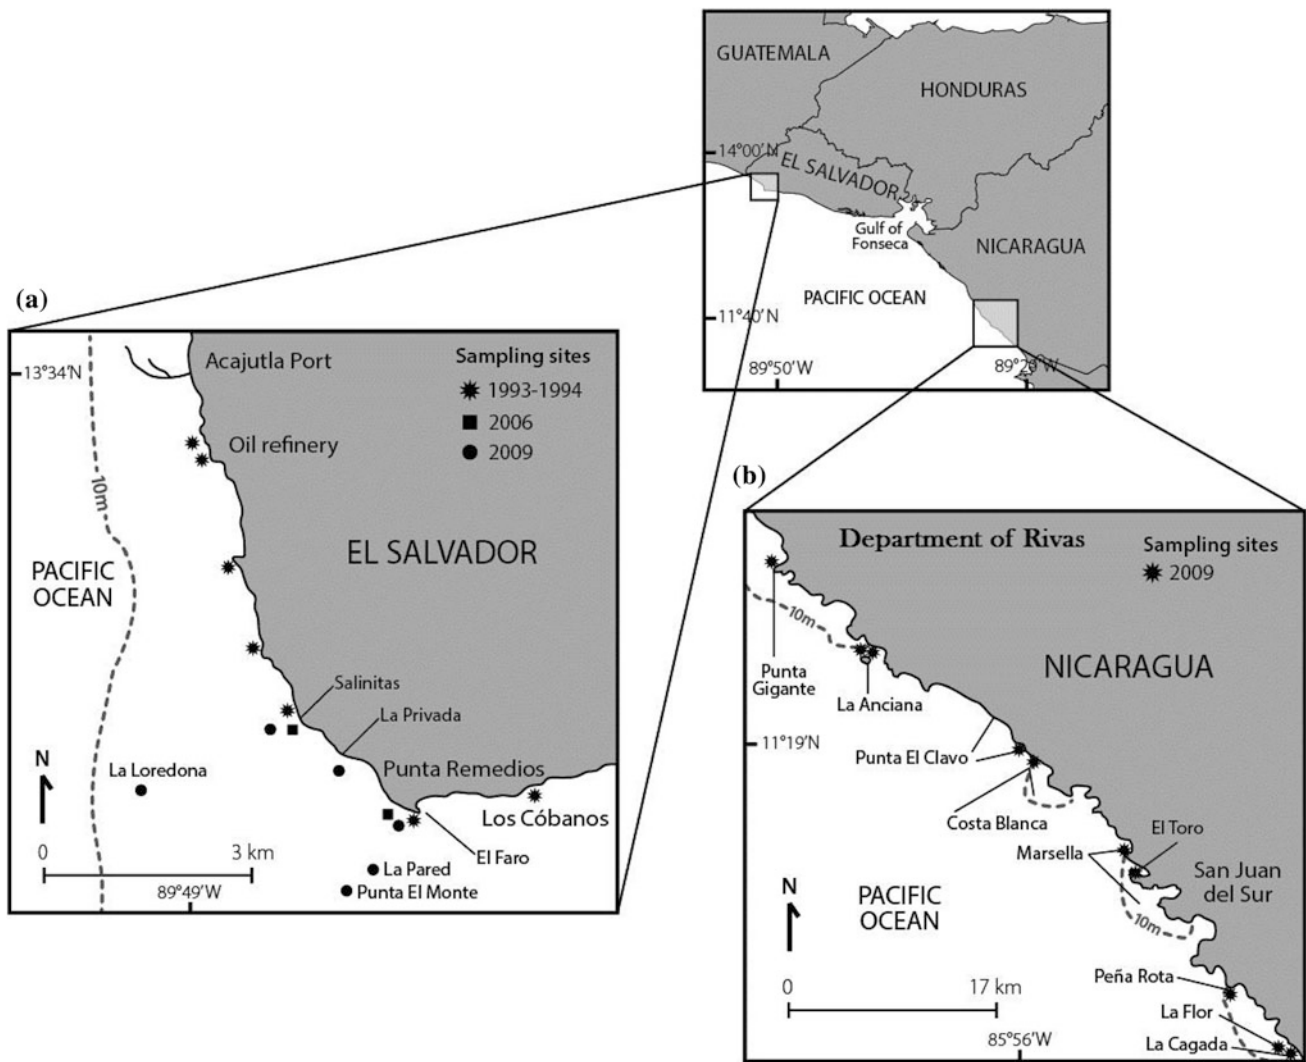 GUATEMALA
HONDURAS
14°00'N
EL SALVADOR
Gulf of
Fonseca
NICARAGUA
PACIFIC OCEAN
11°40'N
89°50'W
89°20'W
(a)
Acajutla Port
13°34'N
Sampling sites
1993-1994
2006
2009
Oil refinery
10m
EL SALVADOR
PACIFIC
OCEAN
Salinitas
La Privada
N
La Loredona
Punta Remedios
Los Cóbanos
El Faro
0
3 km
La Pared
Punta El Monte
89°49'W
(b)
Department of Rivas
Sampling sites
2009
10m
NICARAGUA
Punta
Gigante
La Anciana
11°19'N
Punta El Clavo
Costa Blanca
El Toro
Marsella
San Juan
del Sur
N
PACIFIC
OCEAN
10m
Peña Rota
0
17 km
La Flor
La Cagada
85°56'W